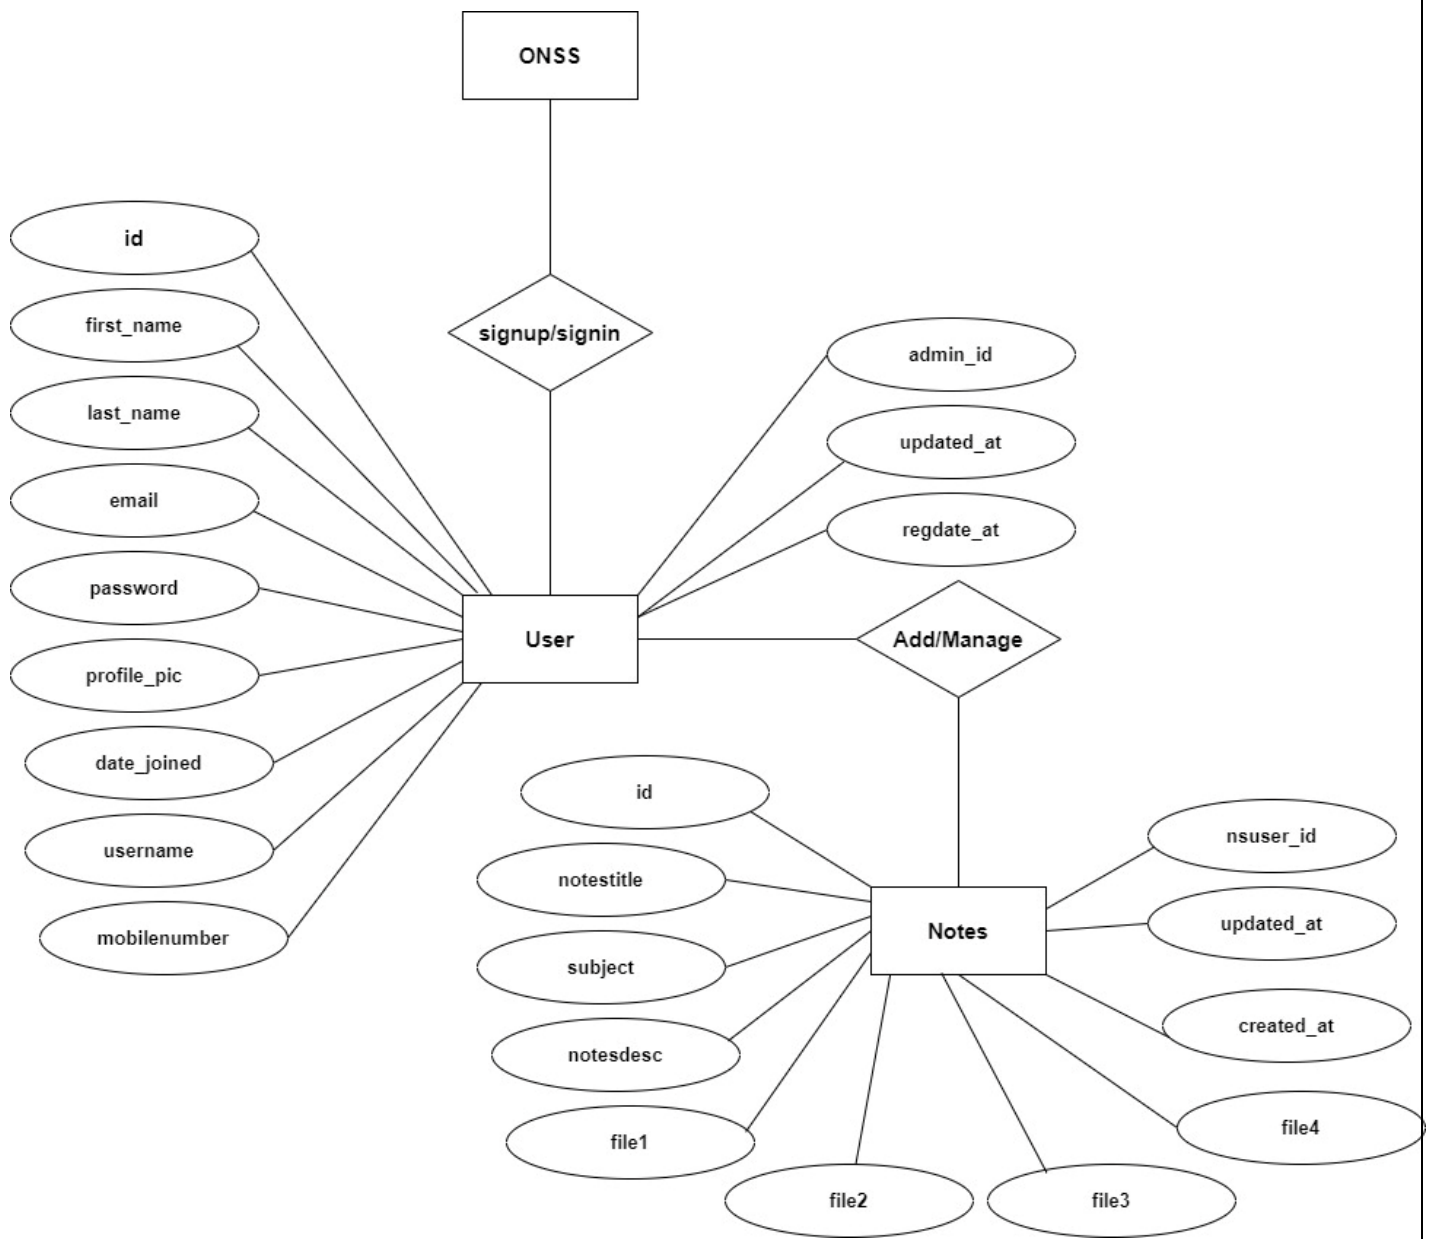 ONSS
id
first_name
signup/signin
admin_id
last_name
updated_at
email
regdate_at
password
User
Add/Manage
profile_pic
date_joined
id
username
nsuser_id
notestitle
mobilenumber
updated_at
Notes
subject
created_at
notesdesc
file1
file4
file2
file3